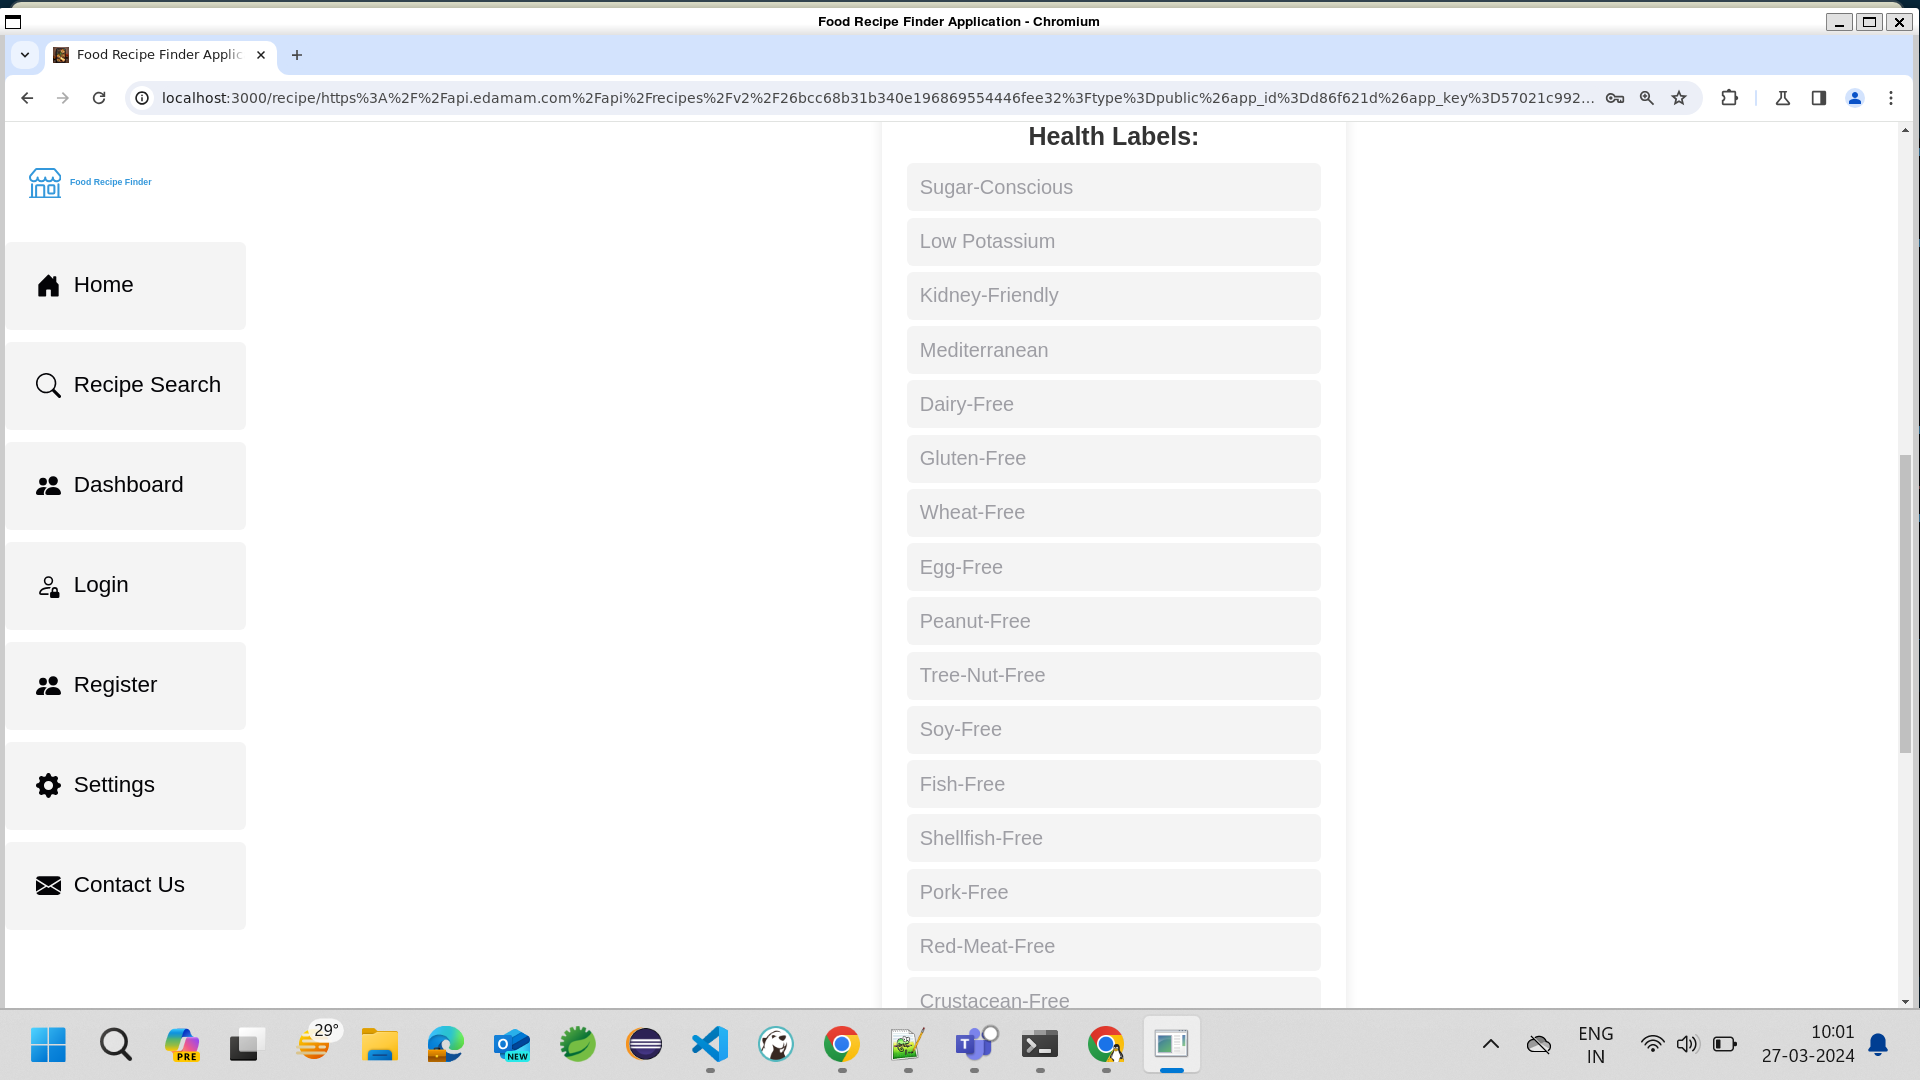 Food Recipe Finder Application - Chromium
Food Recipe Finder Applic
localhost:3000/recipe/https%3A%2F%2Fapi.edamam.com%2Fapi%2Frecipes%2Fv2%2F26bcc68b31b340e196869554446fee32%3Ftype%3Dpublic%26app_id%3Dd86f621d%26app_key%3D57021c992...
Food Recipe Finder
Home
Recipe Search
Dashboard
Login
Register
Settings
Contact Us
Health Labels:
Sugar-Conscious
Low Potassium
Kidney-Friendly
Mediterranean
Dairy-Free
Gluten-Free
Wheat-Free
Egg-Free
Peanut-Free
Tree-Nut-Free
Soy-Free
Fish-Free
Shellfish-Free
Pork-Free
Red-Meat-Free
Crustacean-Free
PRE
29°
NEW
ENG
IN
10:01
27-03-2024